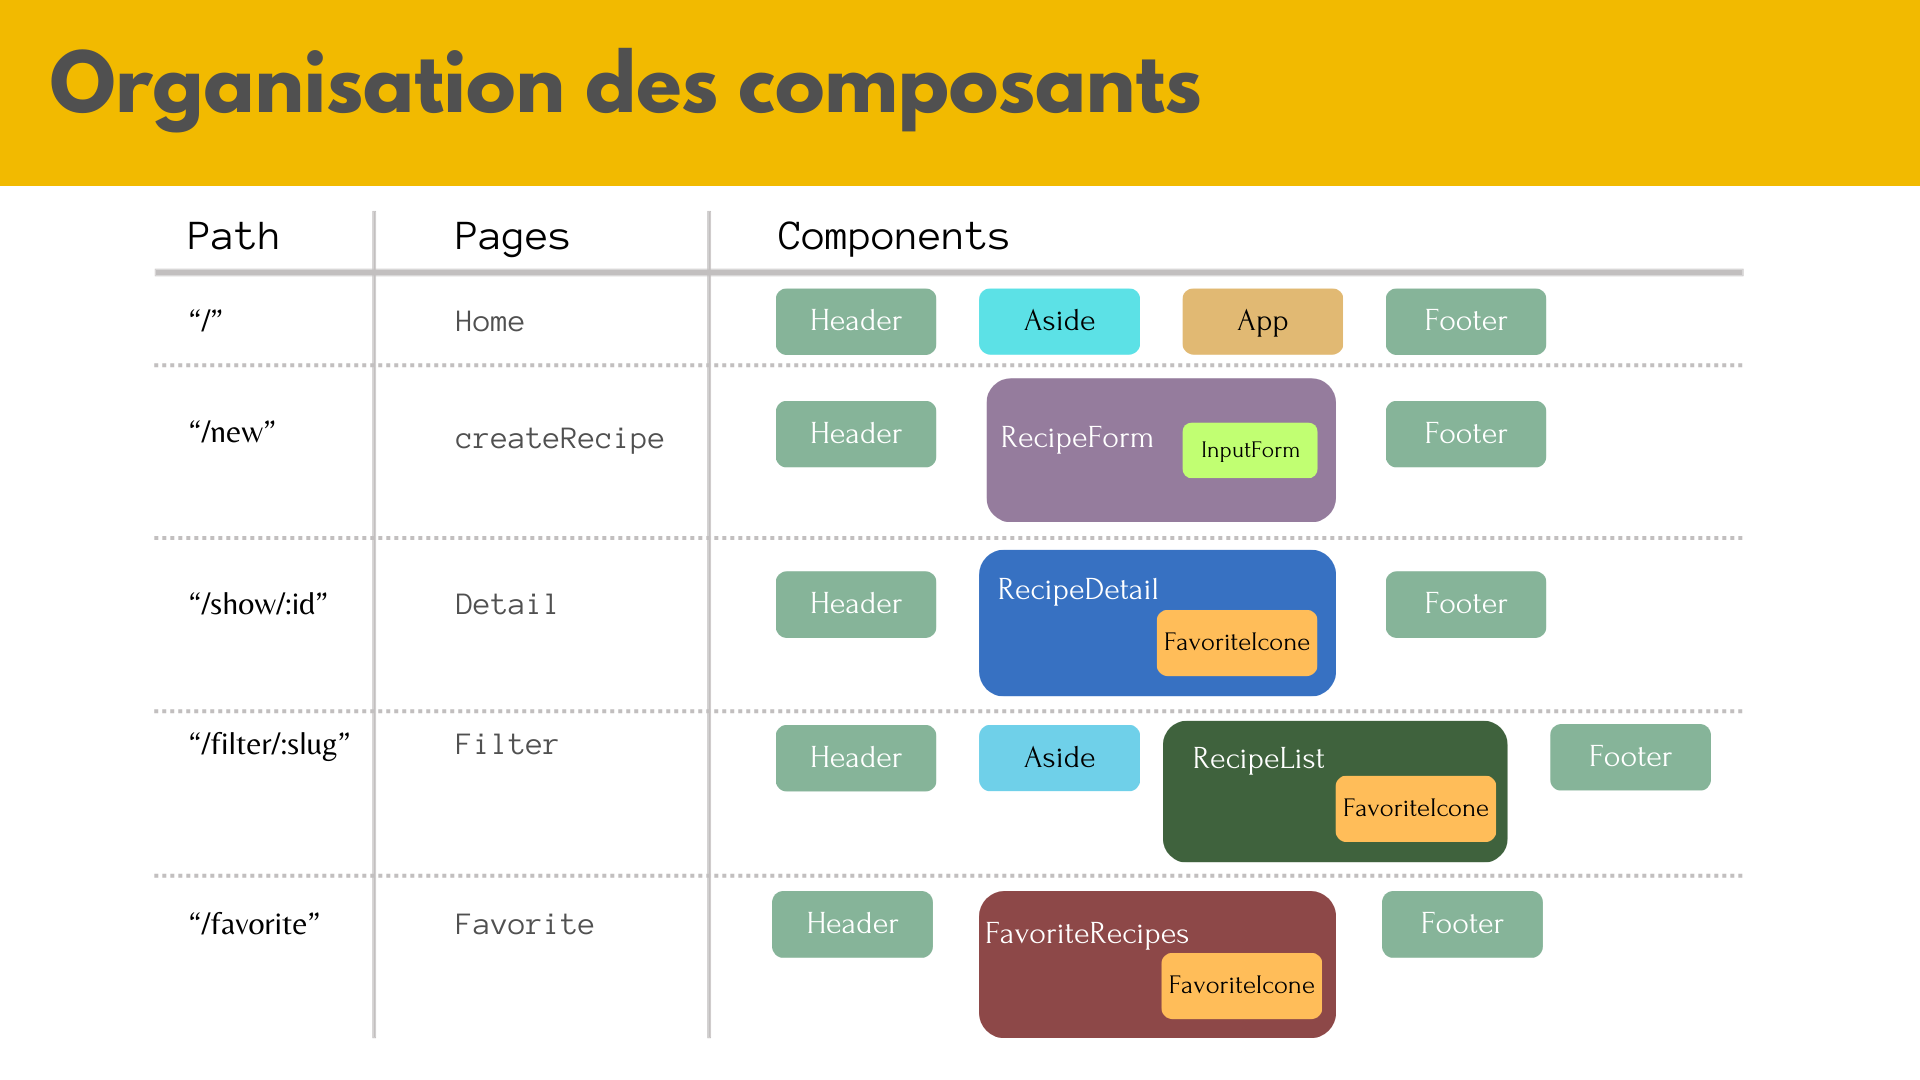 Organisation des composants
Path Pages Components
“/” Home Header Aside App Footer
“/new” createRecipe Header RecipeForm InputForm Footer
“/show/:id” Detail Header RecipeDetail FavoriteIcone Footer
“/filter/:slug” Filter Header Aside RecipeList FavoriteIcone Footer
“/favorite” Favorite Header FavoriteRecipes FavoriteIcone Footer